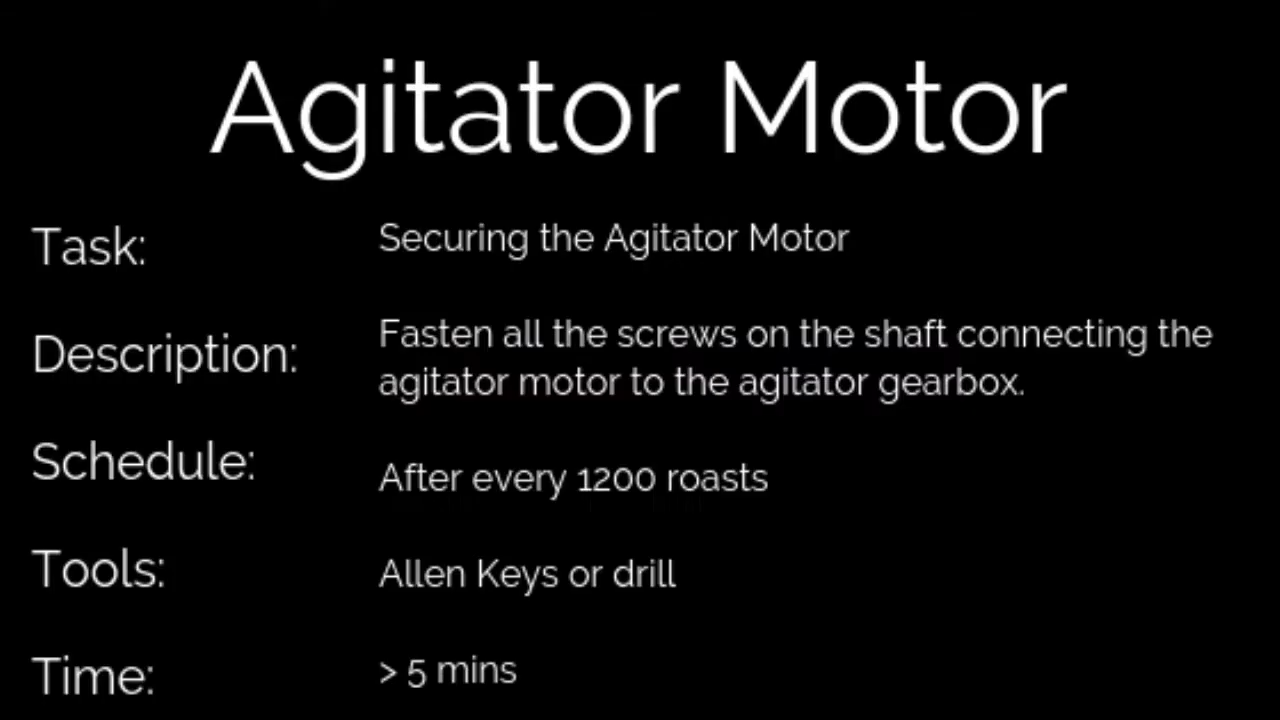 Agitator Motor
Task: Securing the Agitator Motor
Description: Fasten all the screws on the shaft connecting the
agitator motor to the agitator gearbox.
Schedule: After every 1200 roasts
Tools: Allen Keys or drill
Time: > 5 mins